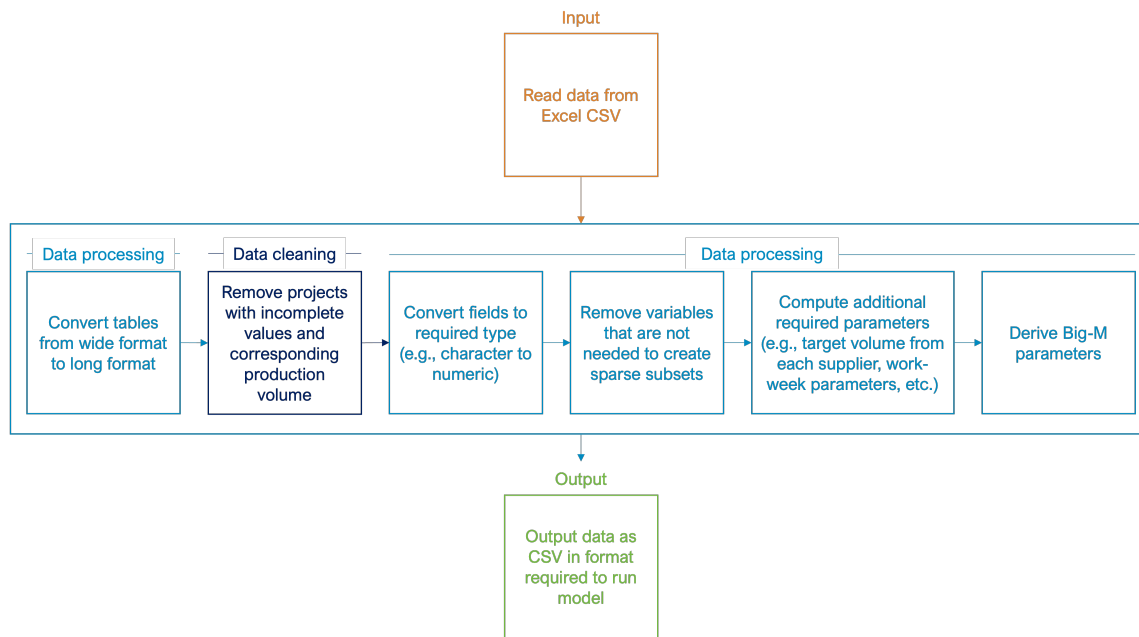 Input
Read data from
Excel CSV
Data processing
Data cleaning
Data processing
Convert tables
from wide format
to long format
Remove projects
with incomplete
values and
corresponding
production
volume
Convert fields to
required type
(e.g., character to
numeric)
Remove variables
that are not
needed to create
sparse subsets
Compute additional
required parameters
(e.g., target volume from
each supplier, work-
week parameters, etc.)
Derive Big-M
parameters
Output
Output data as
CSV in format
required to run
model